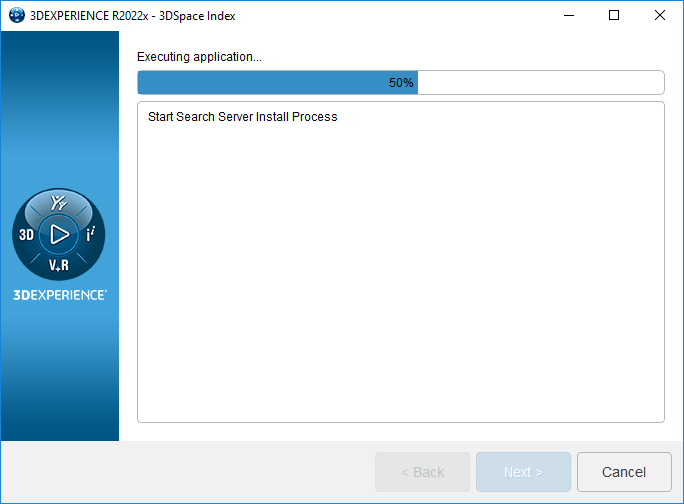 3DEXPERIENCE R2022x - 3DSpace Index
Executing application...
50%
Start Search Server Install Process
3D
i
V+R
3DEXPERIENCE
< Back
Next >
Cancel